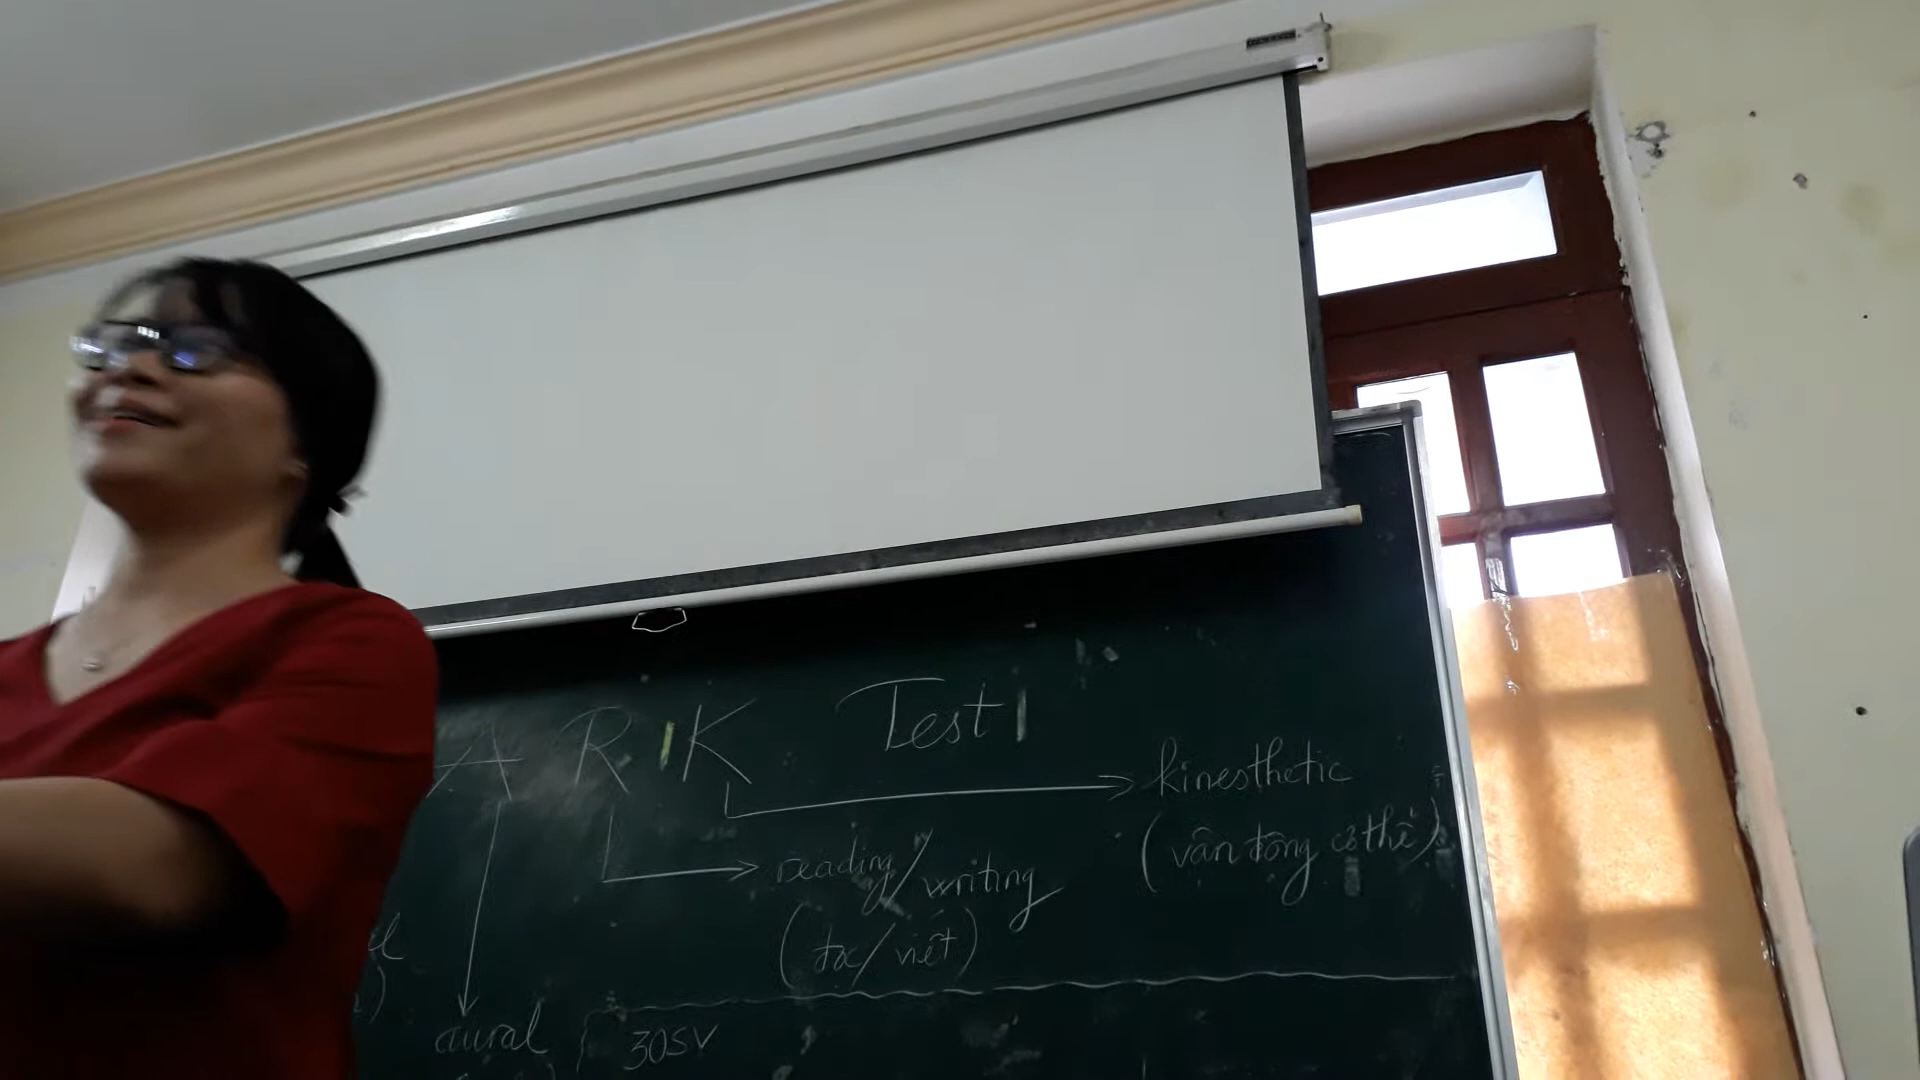 A R K Test
kinesthetic
(vận động cơ thể)
reading/writing
(đọc/viết)
aural
30SV